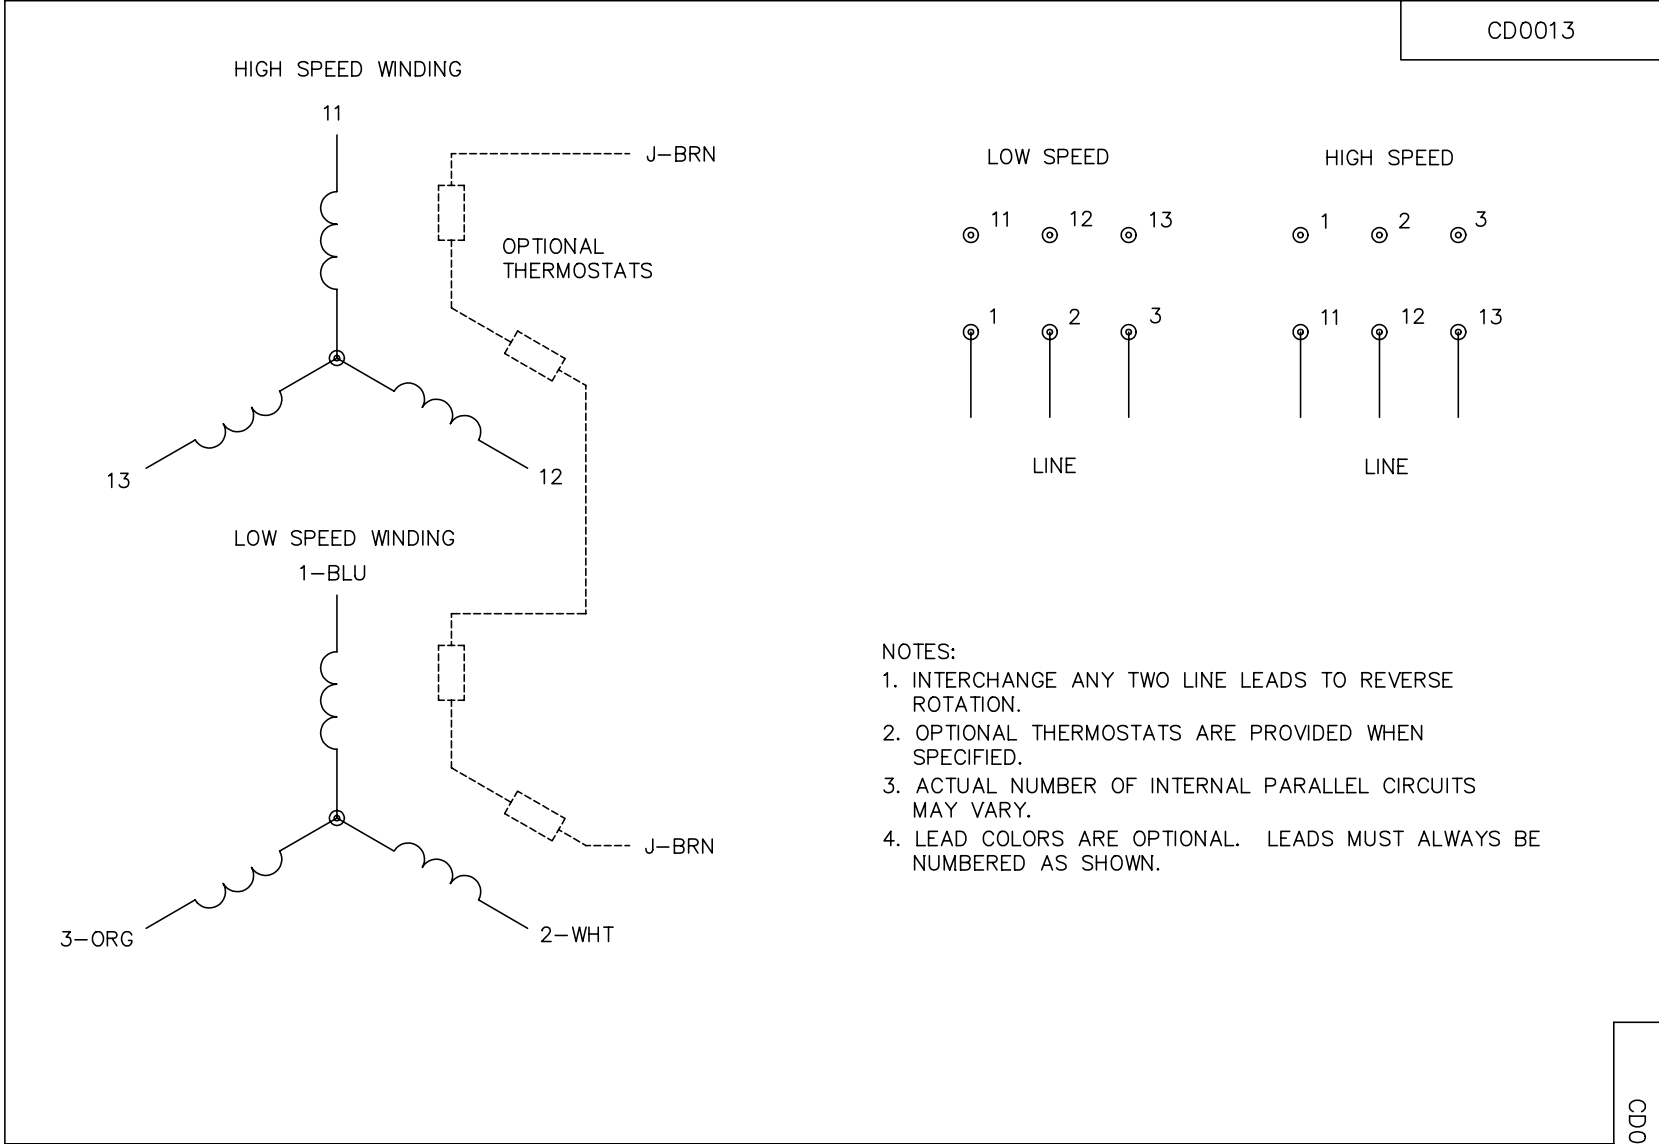 CD0013
HIGH SPEED WINDING
11
J-BRN
OPTIONAL
THERMOSTATS
13
12
LOW SPEED WINDING
1-BLU
J-BRN
3-ORG
2-WHT
LOW SPEED
11 12 13
1 2 3
LINE
HIGH SPEED
1 2 3
11 12 13
LINE
NOTES:
1. INTERCHANGE ANY TWO LINE LEADS TO REVERSE
ROTATION.
2. OPTIONAL THERMOSTATS ARE PROVIDED WHEN
SPECIFIED.
3. ACTUAL NUMBER OF INTERNAL PARALLEL CIRCUITS
MAY VARY.
4. LEAD COLORS ARE OPTIONAL. LEADS MUST ALWAYS BE
NUMBERED AS SHOWN.
CD0